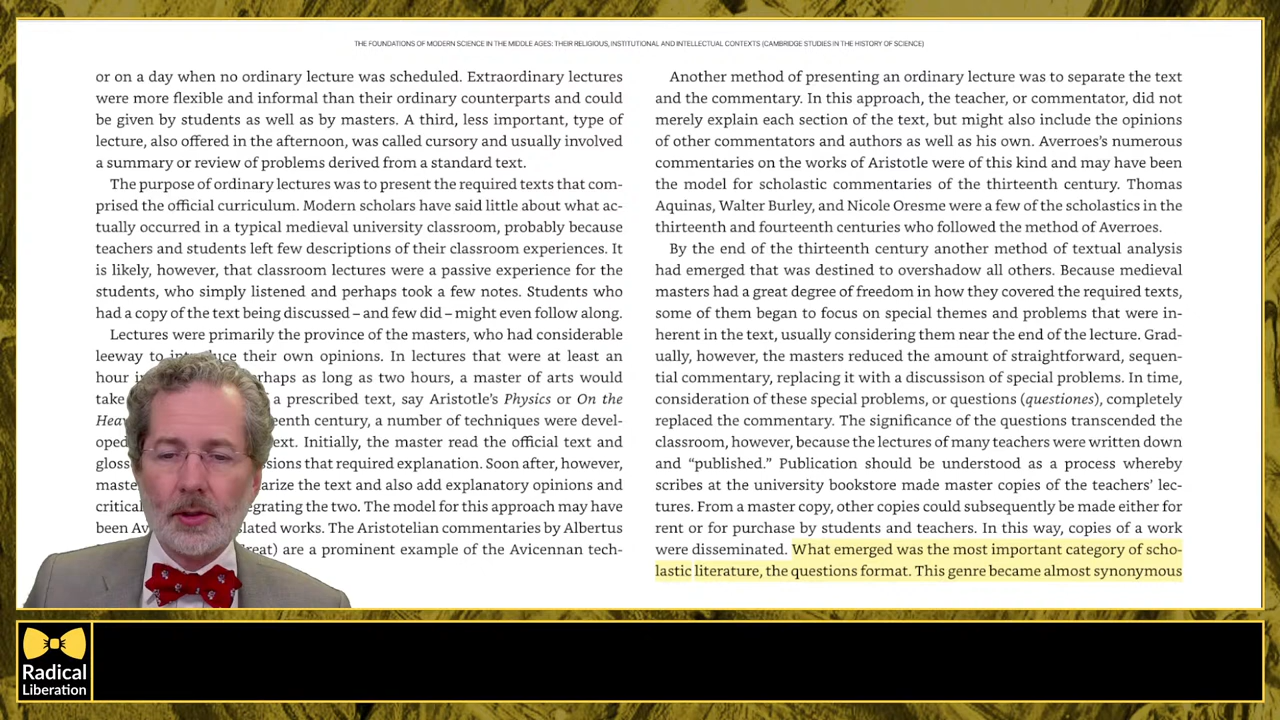 THE FOUNDATIONS OF MODERN SCIENCE IN THE MIDDLE AGES: THEIR RELIGIOUS, INSTITUTIONAL AND INTELLECTUAL CONTEXTS (CAMBRIDGE STUDIES IN THE HISTORY OF SCIENCE)
or on a day when no ordinary lecture was scheduled. Extraordinary lectures
were more flexible and informal than their ordinary counterparts and could
be given by students as well as by masters. A third, less important, type of
lecture, also offered in the afternoon, was called cursory and usually involved
a summary or review of problems derived from a standard text.
The purpose of ordinary lectures was to present the required texts that com-
prised the official curriculum. Modern scholars have said little about what ac-
tually occurred in a typical medieval university classroom, probably because
teachers and students left few descriptions of their classroom experiences. It
is likely, however, that classroom lectures were a passive experience for the
students, who simply listened and perhaps took a few notes. Students who
had a copy of the text being discussed – and few did – might even follow along.
Lectures were primarily the province of the masters, who had considerable
leeway to introduce their own opinions. In lectures that were at least an
hour perhaps as long as two hours, a master of arts would
take a prescribed text, say Aristotle's Physics or On the
a number of techniques were devel-
oped Initially, the master read the official text and
that required explanation. Soon after, however,
the text and also add explanatory opinions and
critical the two. The model for this approach may have
been works. The Aristotelian commentaries by Albertus
are a prominent example of the Avicennan tech-
Another method of presenting an ordinary lecture was to separate the text
and the commentary. In this approach, the teacher, or commentator, did not
merely explain each section of the text, but might also include the opinions
of other commentators and authors as well as his own. Averroes's numerous
commentaries on the works of Aristotle were of this kind and may have been
the model for scholastic commentaries of the thirteenth century. Thomas
Aquinas, Walter Burley, and Nicole Oresme were a few of the scholastics in the
thirteenth and fourteenth centuries who followed the method of Averroes.
By the end of the thirteenth century another method of textual analysis
had emerged that was destined to overshadow all others. Because medieval
masters had a great degree of freedom in how they covered the required texts,
some of them began to focus on special themes and problems that were in-
herent in the text, usually considering them near the end of the lecture. Grad-
ually, however, the masters reduced the amount of straightforward, sequen-
tial commentary, replacing it with a discussison of special problems. In time,
consideration of these special problems, or questions (questiones), completely
replaced the commentary. The significance of the questions transcended the
classroom, however, because the lectures of many teachers were written down
and “published.” Publication should be understood as a process whereby
scribes at the university bookstore made master copies of the teachers' lec-
tures. From a master copy, other copies could subsequently be made either for
rent or for purchase by students and teachers. In this way, copies of a work
were disseminated. What emerged was the most important category of scho-
lastic literature, the questions format. This genre became almost synonymous
Radical
Liberation